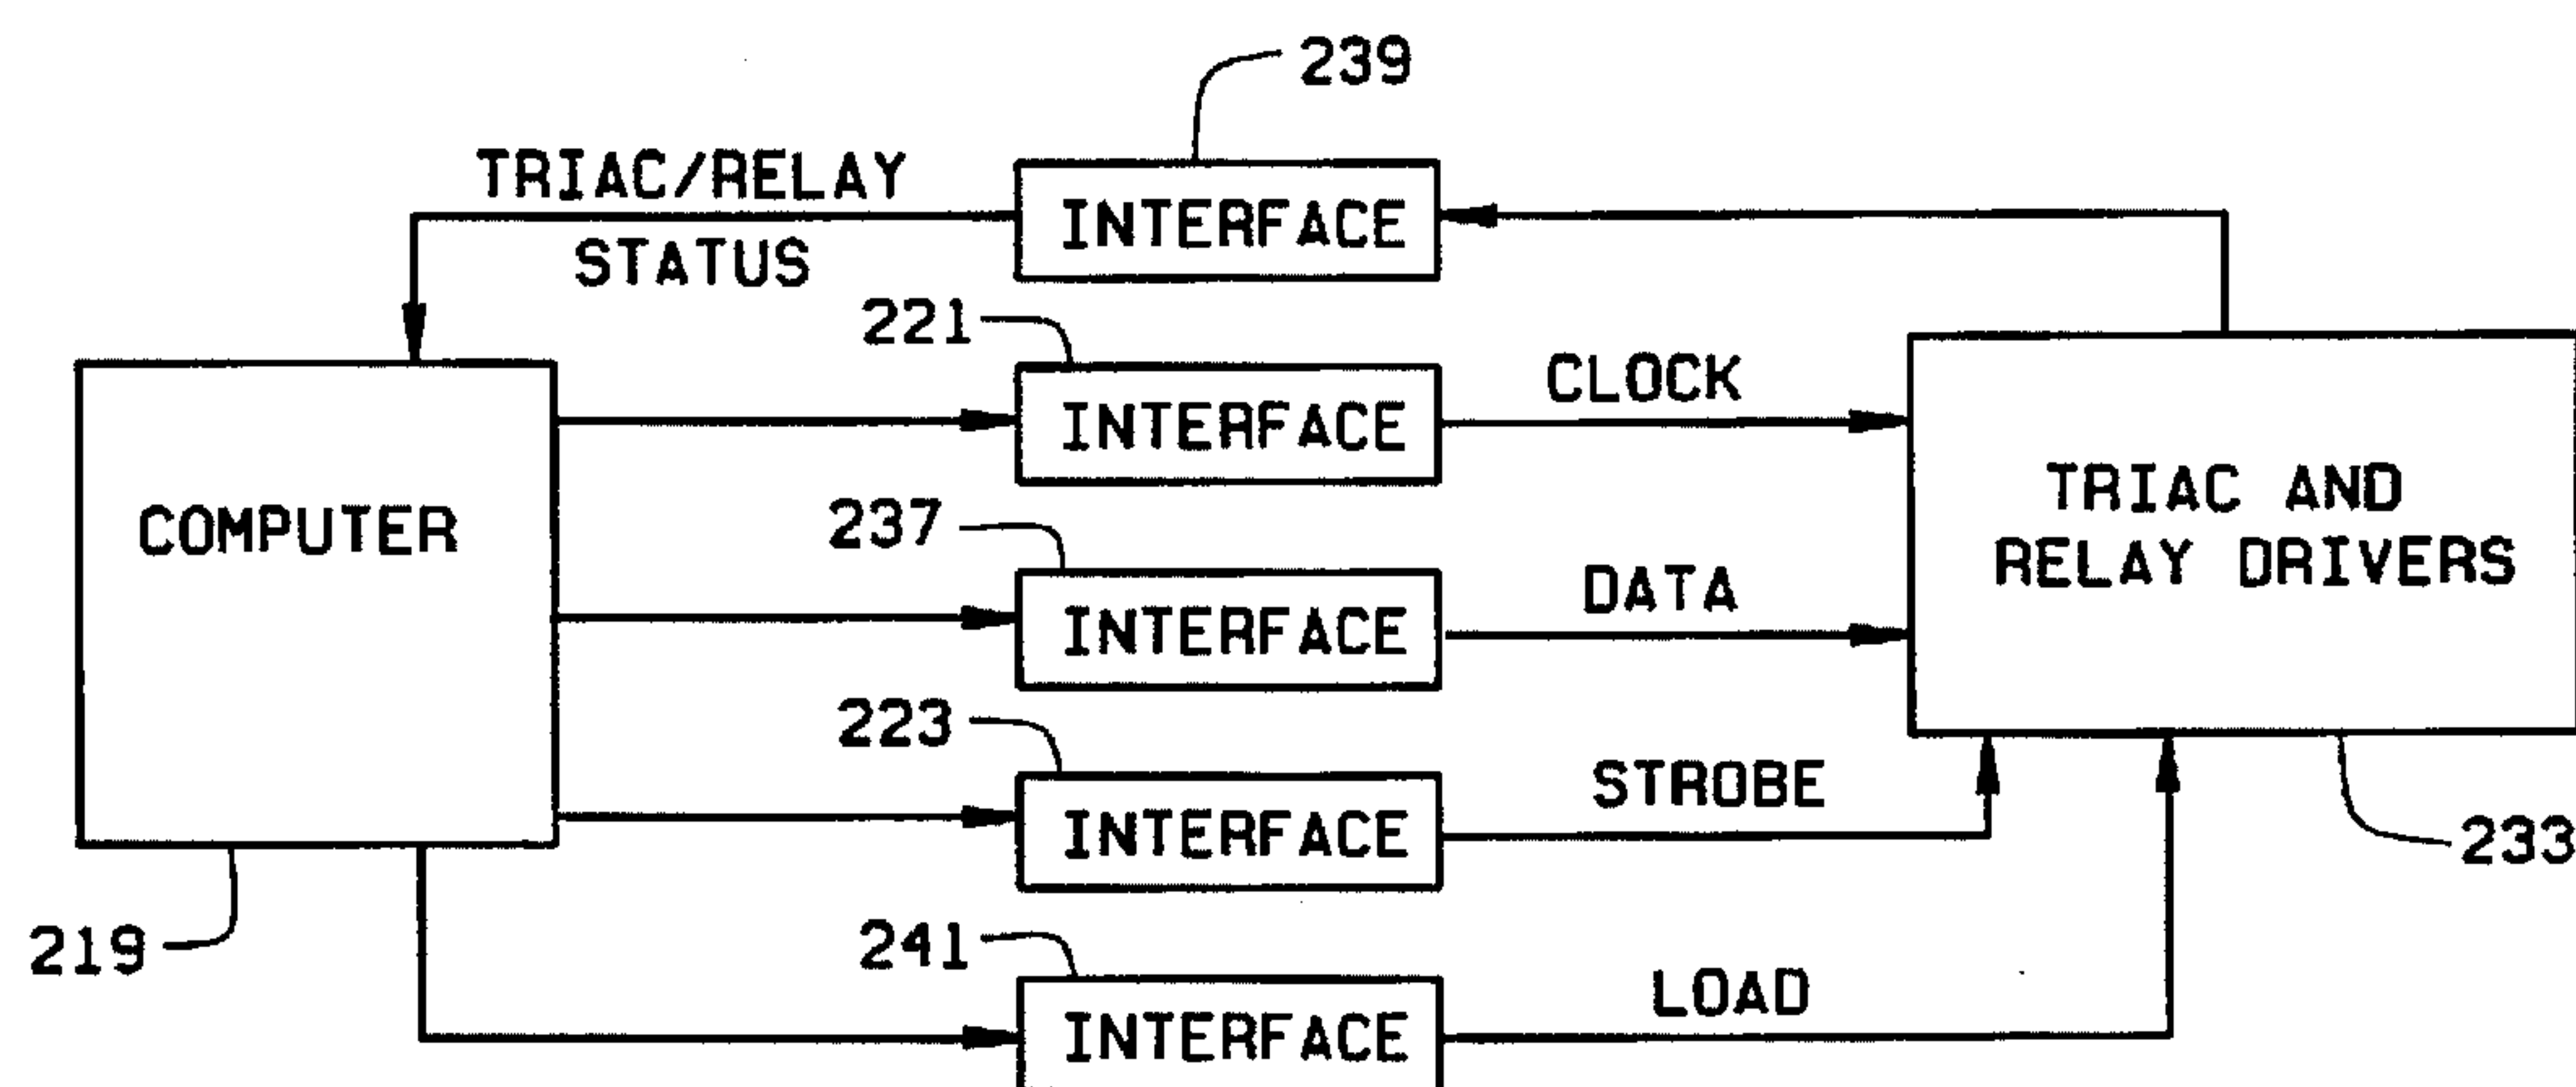 239
TRIAC/RELAY
STATUS
INTERFACE
221
INTERFACE
CLOCK
COMPUTER
237
INTERFACE
DATA
TRIAC AND
RELAY DRIVERS
223
INTERFACE
STROBE
233
219
241
INTERFACE
LOAD